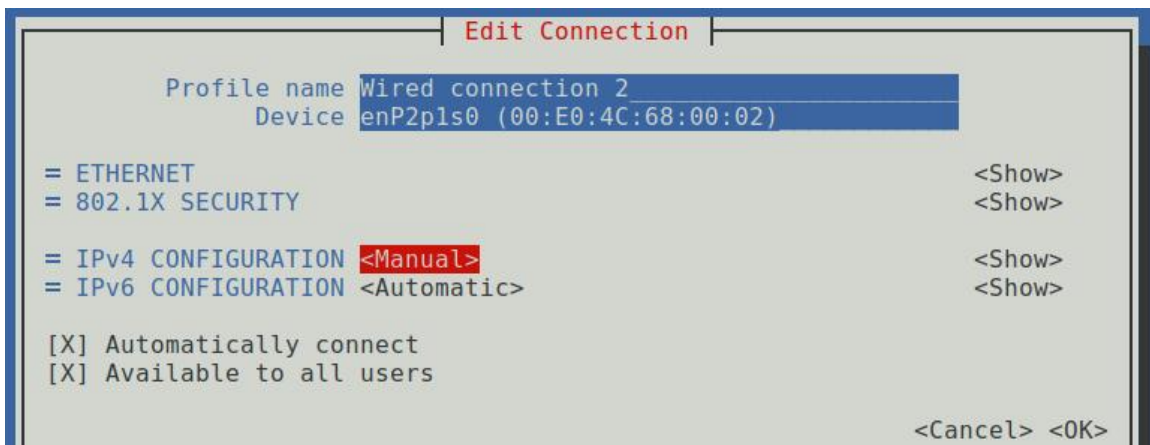 Edit Connection
Profile name Wired connection 2
Device enP2p1s0 (00:E0:4C:68:00:02)
= ETHERNET <Show>
= 802.1X SECURITY <Show>
= IPv4 CONFIGURATION <Manual> <Show>
= IPv6 CONFIGURATION <Automatic> <Show>
[X] Automatically connect
[X] Available to all users
<Cancel> <OK>